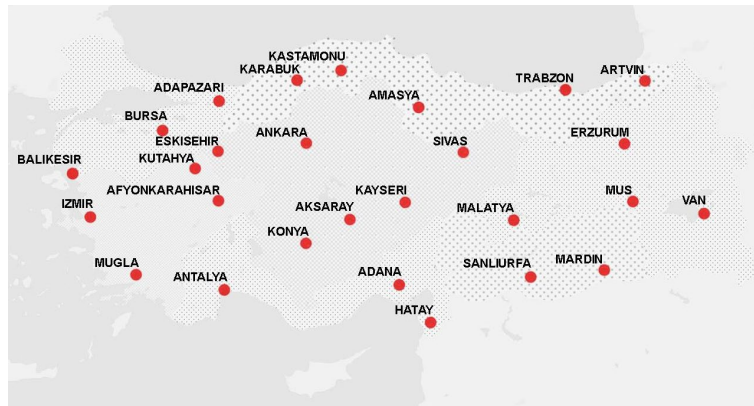 KASTAMONU
KARABUK
ARTVIN
TRABZON
ADAPAZARI
AMASYA
BURSA
ANKARA
ERZURUM
ESKISEHIR
SIVAS
KUTAHYA
BALIKESIR
AFYONKARAHISAR
KAYSERI
MUS
VAN
IZMIR
AKSARAY
MALATYA
KONYA
MUGLA
ANTALYA
ADANA
SANLIURFA
MARDIN
HATAY